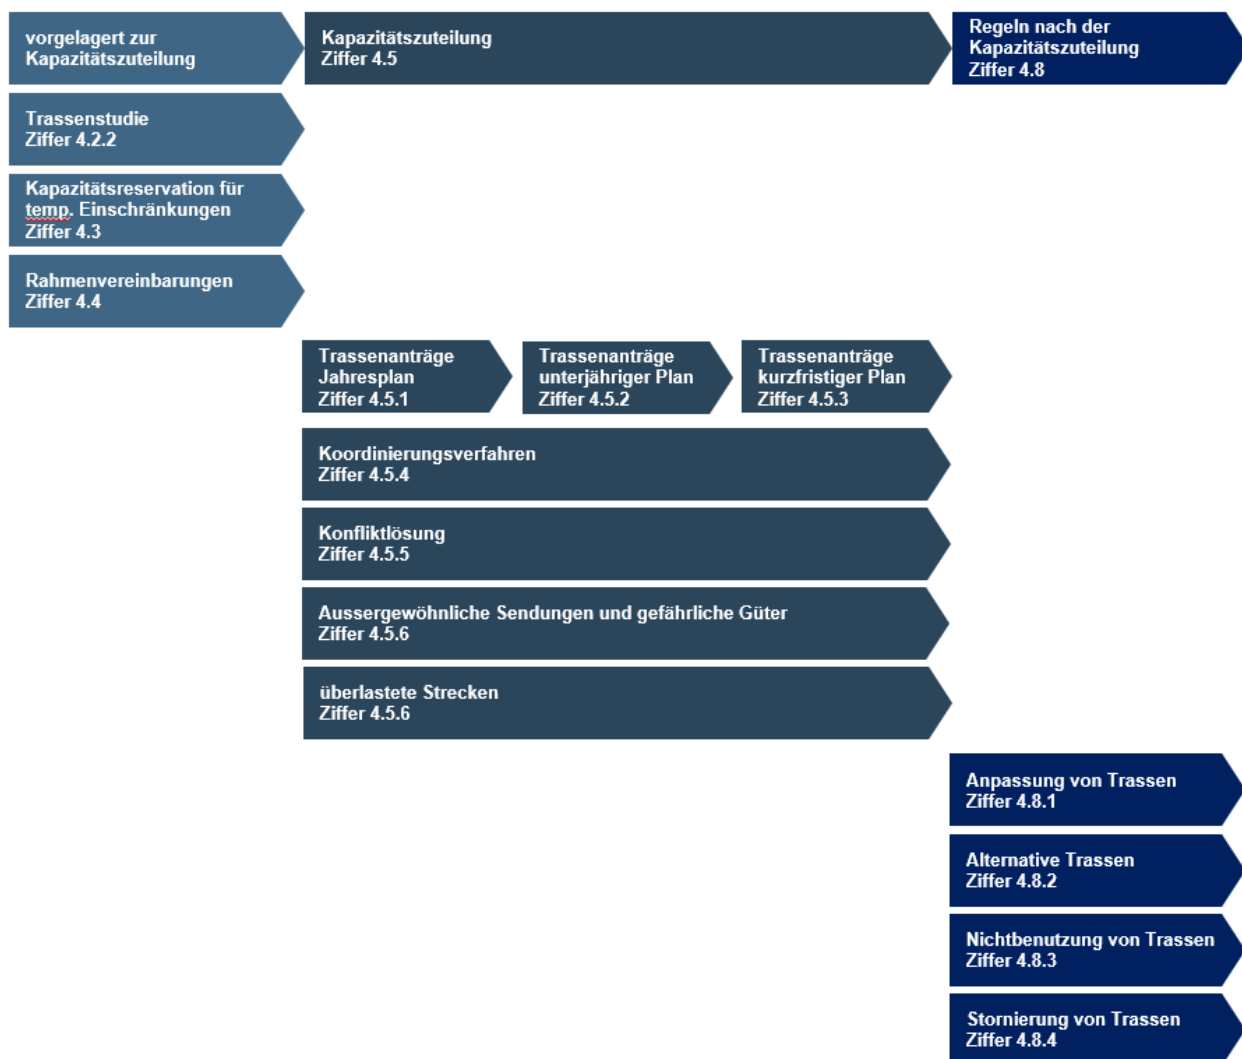 vorgelagert zur
Kapazitätszuteilung
Kapazitätszuteilung
Ziffer 4.5
Regeln nach der
Kapazitätszuteilung
Ziffer 4.8
Trassenstudie
Ziffer 4.2.2
Kapazitätsreservation für
temp. Einschränkungen
Ziffer 4.3
Rahmenvereinbarungen
Ziffer 4.4
Trassenanträge
Jahresplan
Ziffer 4.5.1
Trassenanträge
unterjähriger Plan
Ziffer 4.5.2
Trassenanträge
kurzfristiger Plan
Ziffer 4.5.3
Koordinierungsverfahren
Ziffer 4.5.4
Konfliktlösung
Ziffer 4.5.5
Aussergewöhnliche Sendungen und gefährliche Güter
Ziffer 4.5.6
überlastete Strecken
Ziffer 4.5.6
Anpassung von Trassen
Ziffer 4.8.1
Alternative Trassen
Ziffer 4.8.2
Nichtbenutzung von Trassen
Ziffer 4.8.3
Stornierung von Trassen
Ziffer 4.8.4